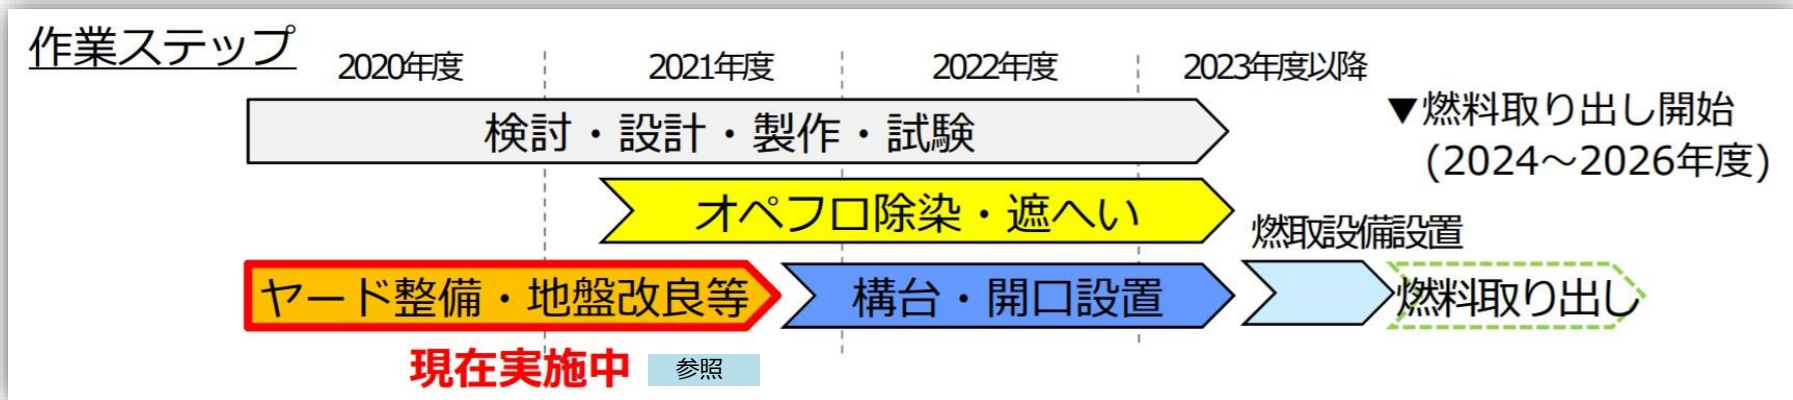 作業ステップ
2020年度 2021年度 2022年度 2023年度以降
検討・設計・製作・試験
▼燃料取り出し開始
(2024～2026年度)
オペフロ除染・遮へい
燃取設備設置
ヤード整備・地盤改良等 構台・開口設置 燃料取り出し
現在実施中 参照